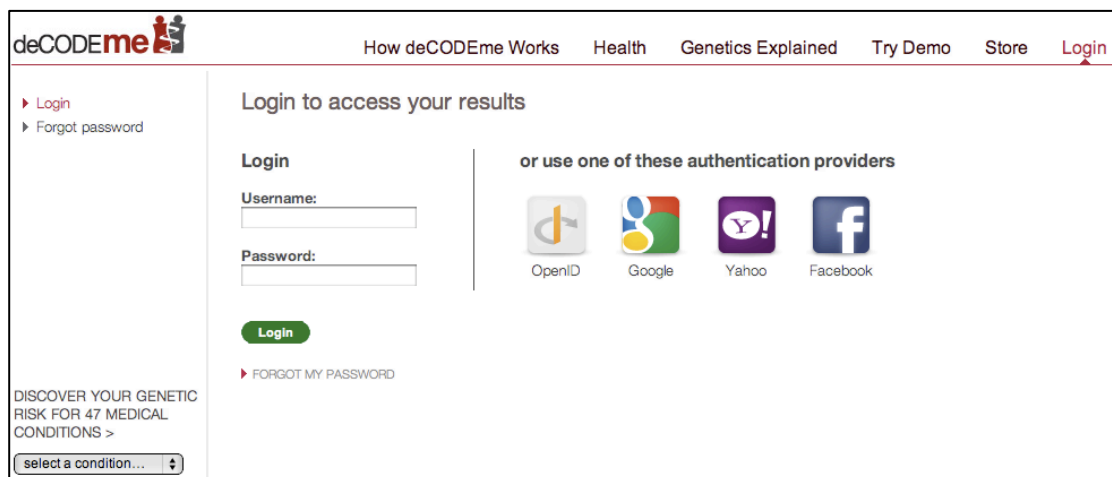 deCODEme
How deCODEme Works Health Genetics Explained Try Demo Store Login
Login
Forgot password
Login to access your results
Login
Username:
Password:
Login
FORGOT MY PASSWORD
or use one of these authentication providers
OpenID Google Yahoo Facebook
DISCOVER YOUR GENETIC
RISK FOR 47 MEDICAL
CONDITIONS >
select a condition...